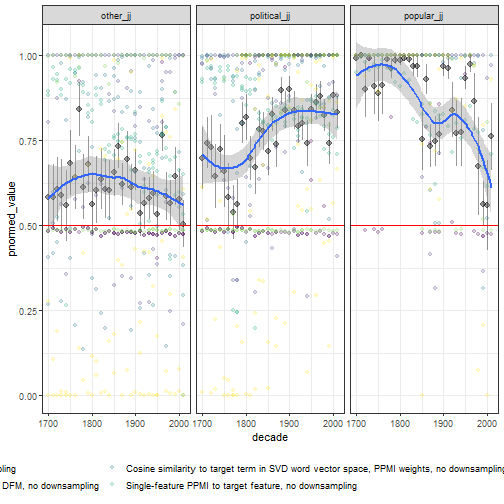 other_jj
political_jj
popular_jj
1.00
0.75
0.50
0.25
0.00
pnormed_value
1700
1800
1900
2000
1700
1800
1900
2000
1700
1800
1900
2000
decade
pling
Cosine similarity to target term in SVD word vector space, PPMI weights, no downsampling
DFM, no downsampling
Single-feature PPMI to target feature, no downsampling